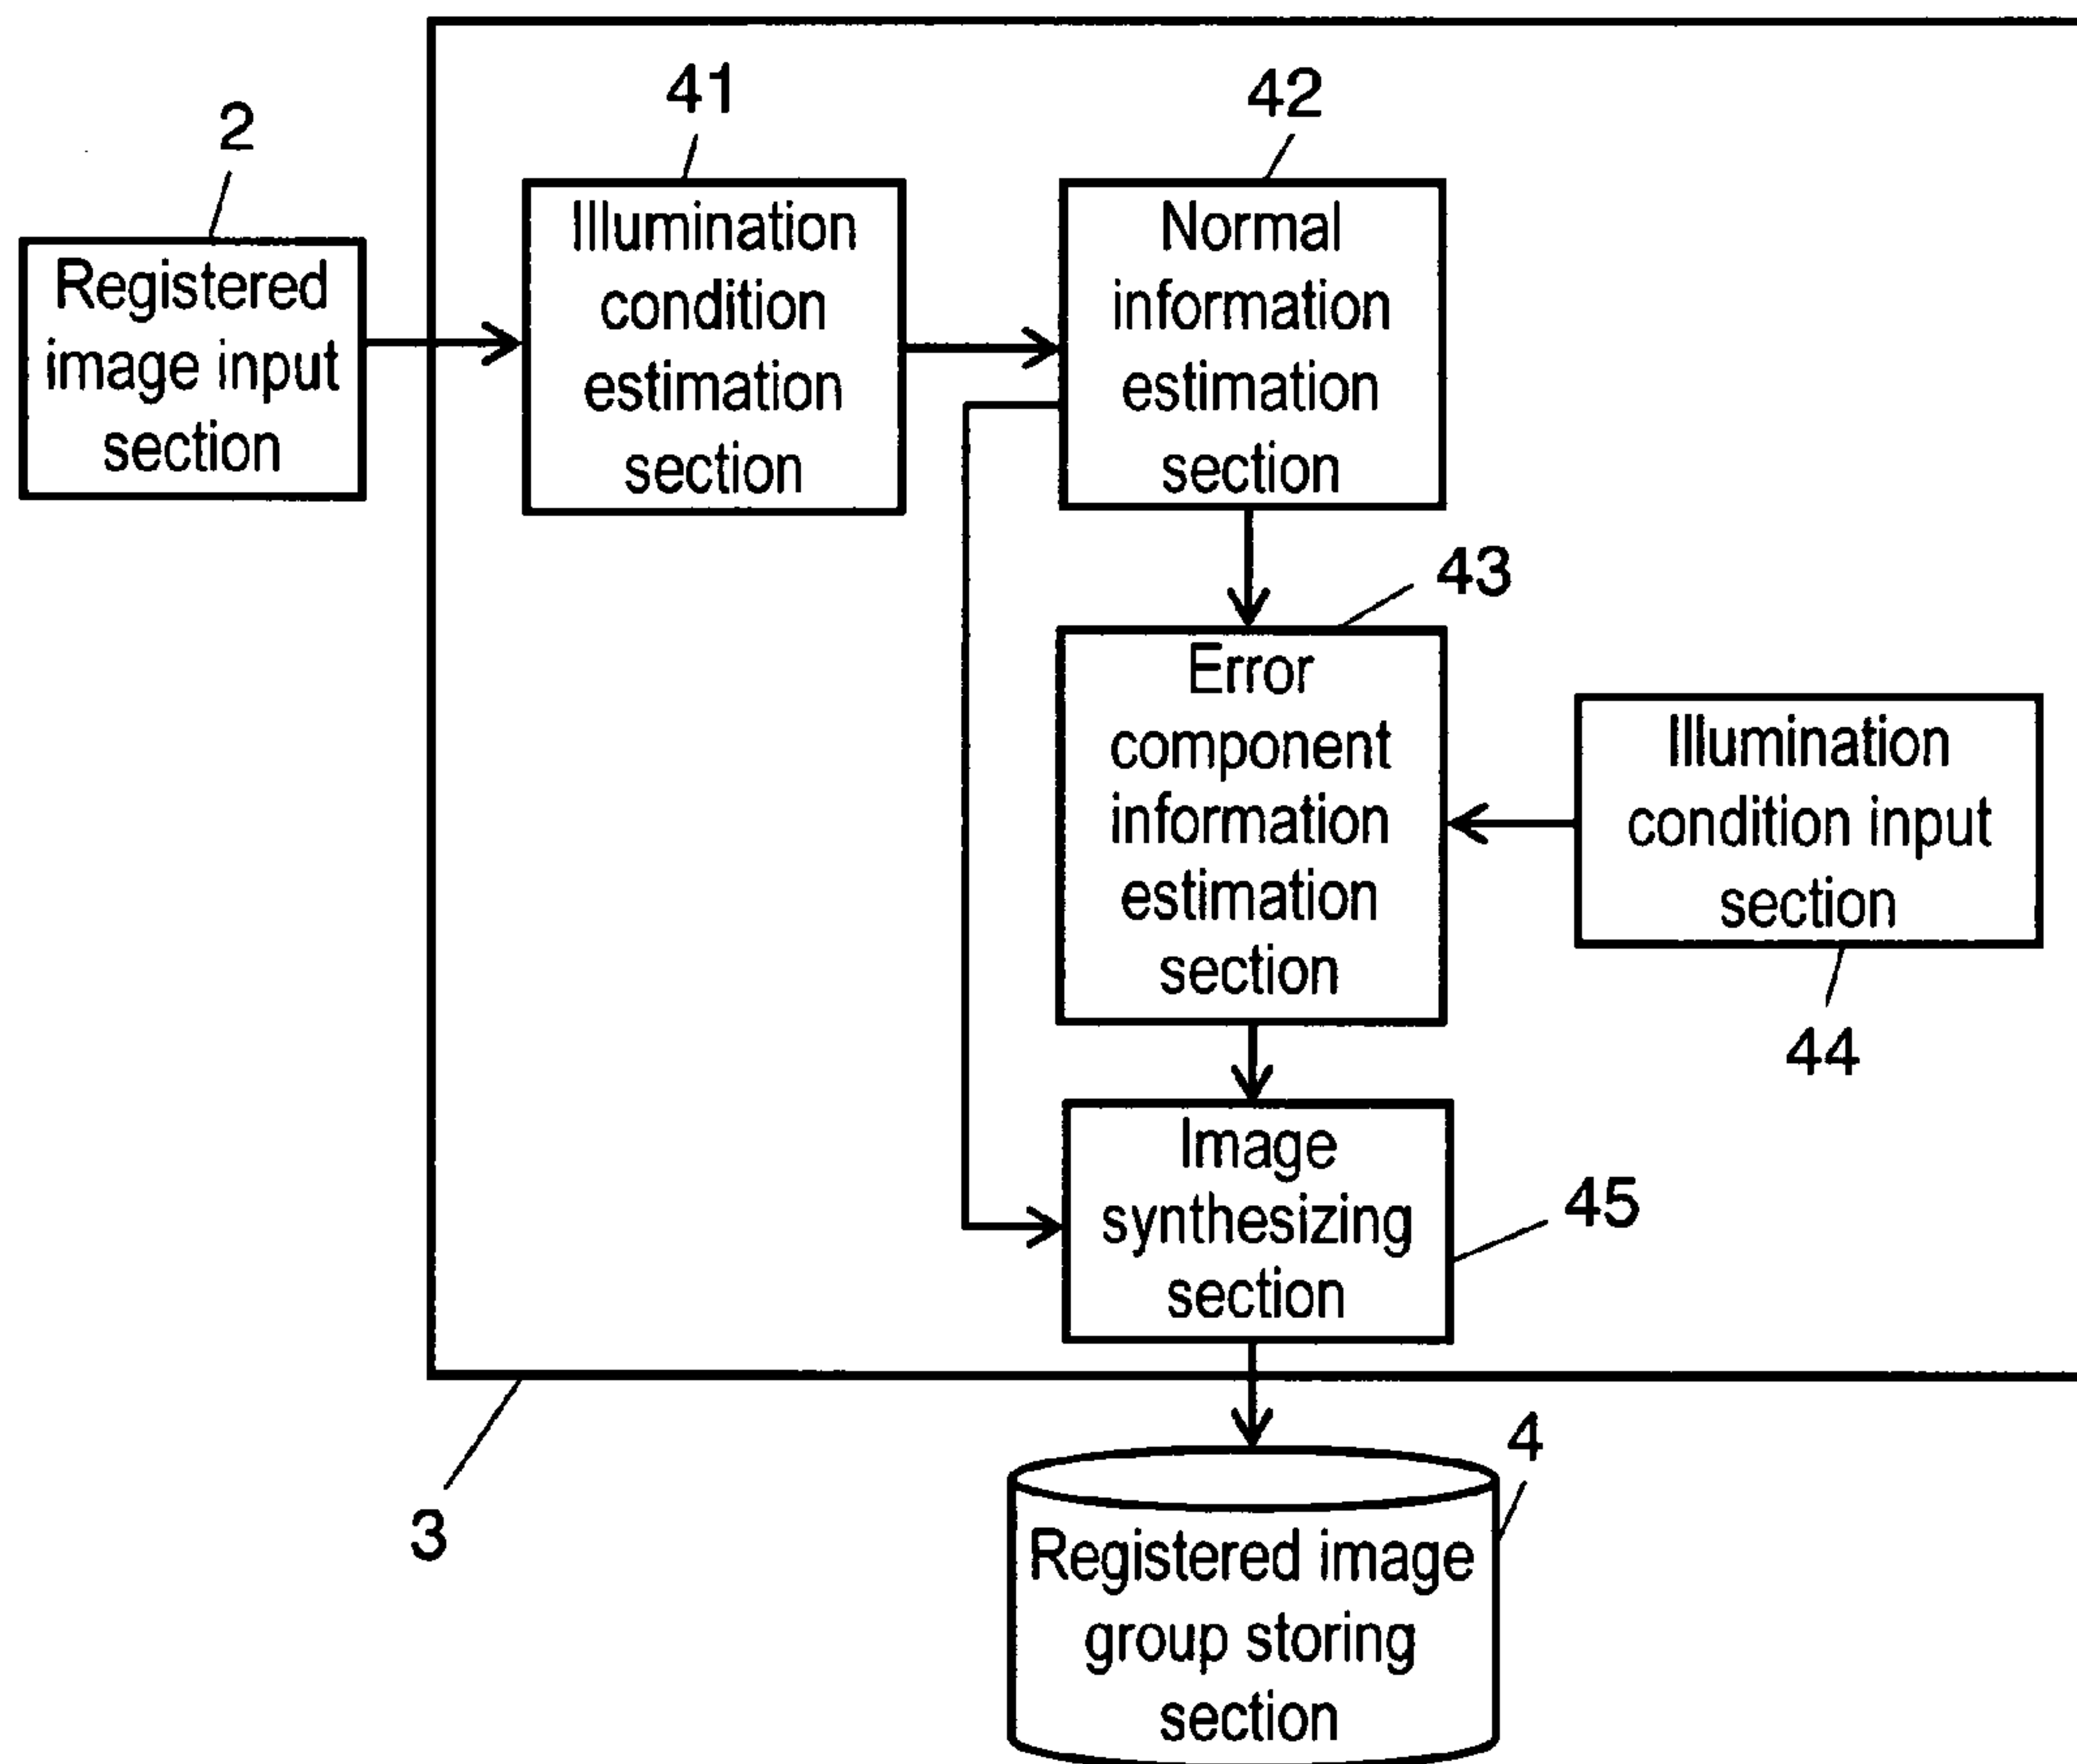 2
Registered
image input
section
41
Illumination
condition
estimation
section
42
Normal
information
estimation
section
43
Error
component
information
estimation
section
Illumination
condition input
section
44
Image
synthesizing
section
45
3
4
Registered image
group storing
section